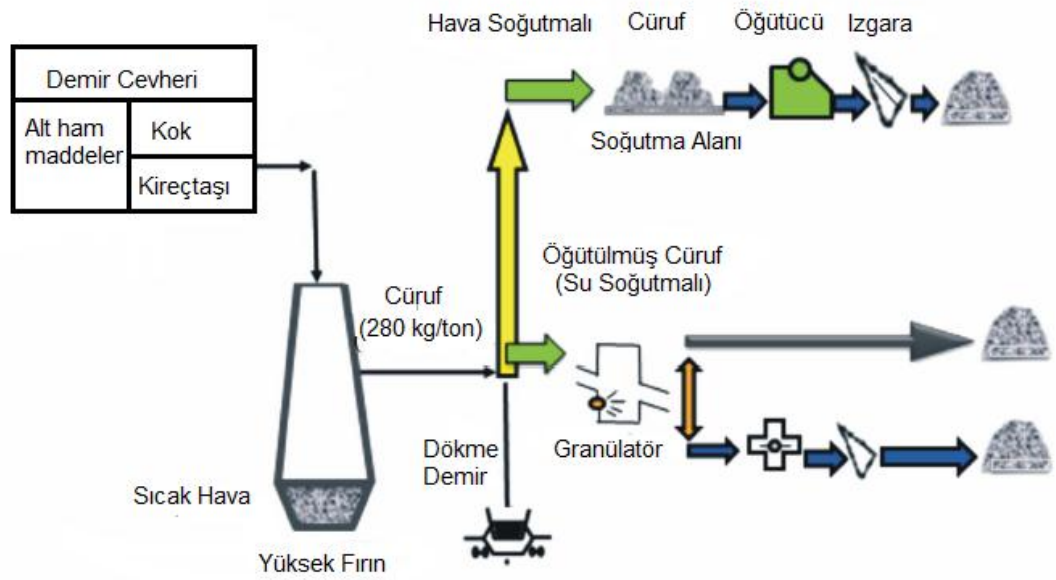 Hava Soğutmalı
Cüruf
Öğütücü
Izgara
Demir Cevheri
Alt ham
maddeler
Kok
Kireçtaşı
Soğutma Alanı
Öğütülmüş Cüruf
(Su Soğutmalı)
Cüruf
(280 kg/ton)
Dökme
Demir
Granülatör
Sıcak Hava
Yüksek Fırın